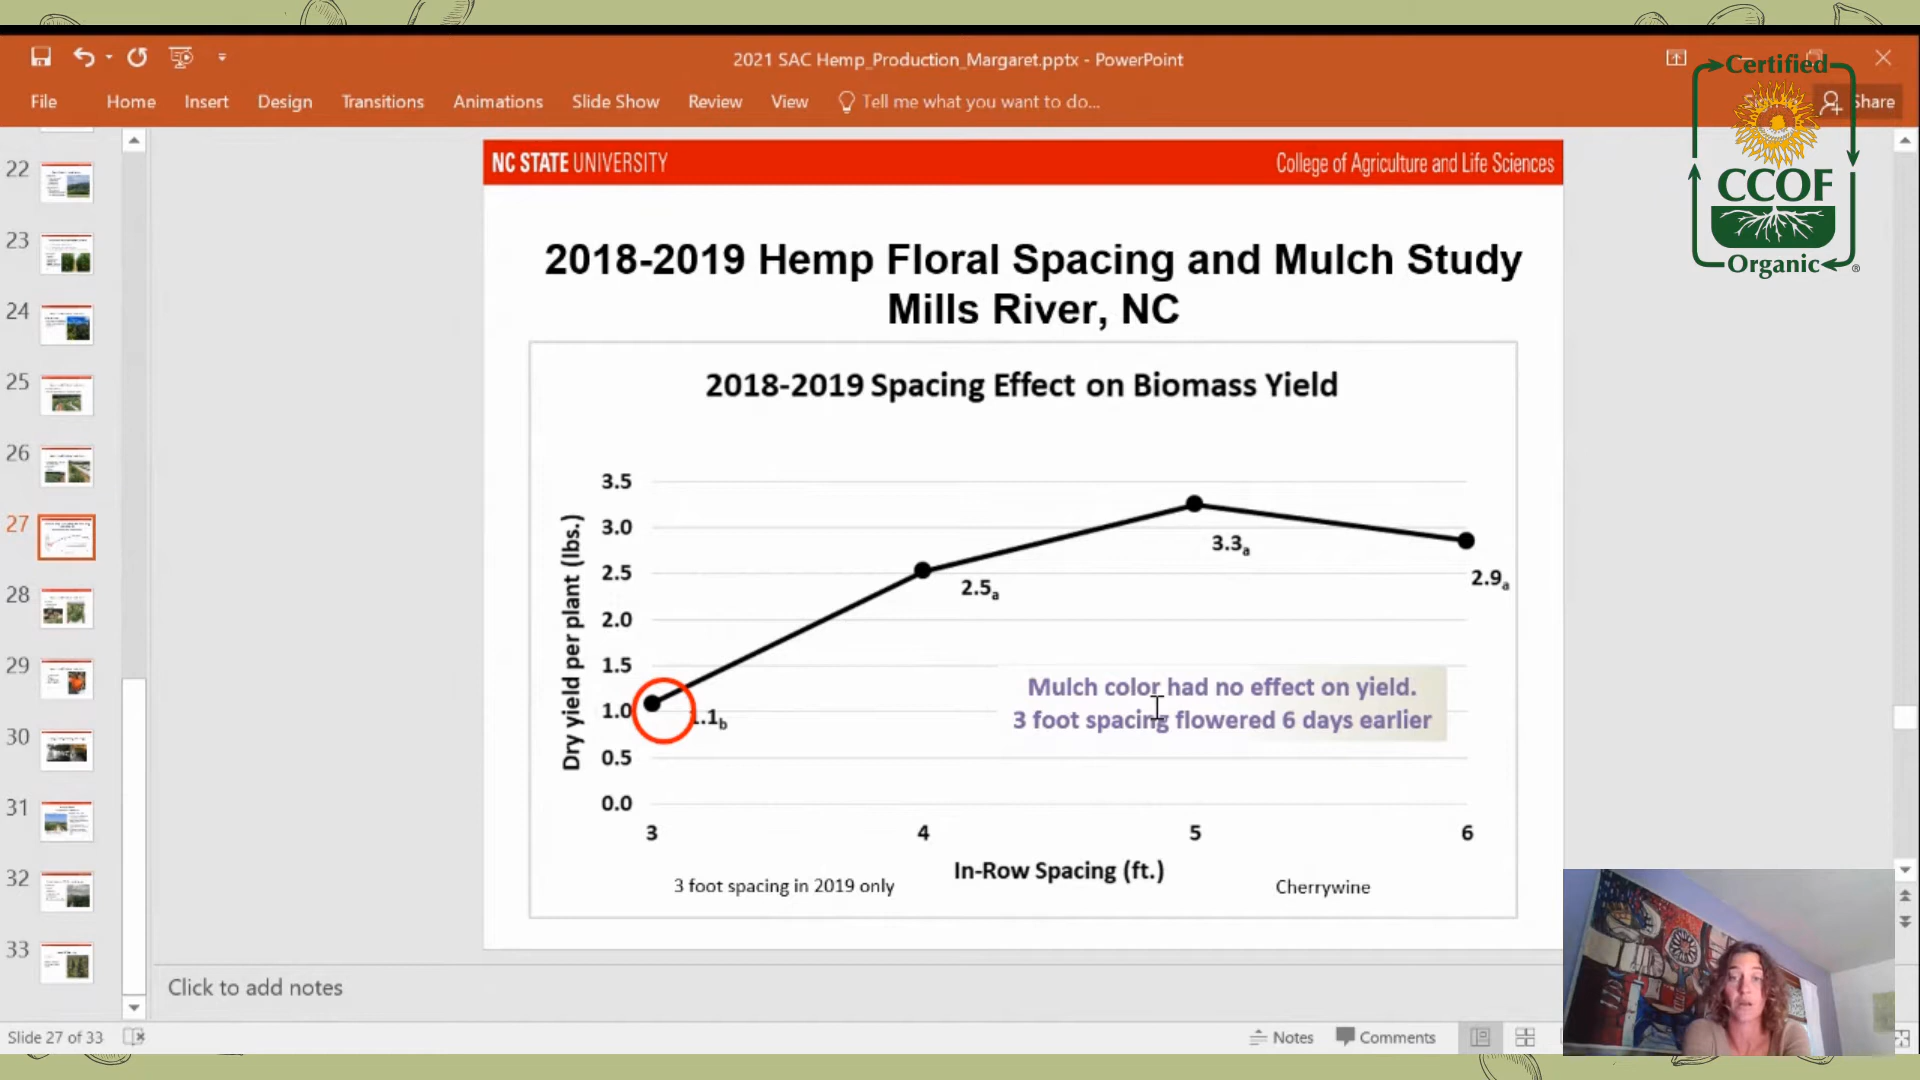 2021 SAC Hemp_Production_Margaret.pptx - PowerPoint
File Home Insert Design Transitions Animations Slide Show Review View Tell me what you want to do... Share
Certified
CCOF
Organic
®
22
23
24
25
26
27
28
29
30
31
32
33
NC STATE UNIVERSITY College of Agriculture and Life Sciences
2018-2019 Hemp Floral Spacing and Mulch Study
Mills River, NC
2018-2019 Spacing Effect on Biomass Yield
Dry yield per plant (lbs.)
3.5
3.0
2.5
2.0
1.5
1.0
0.5
0.0
1.1b
2.5a
3.3a
2.9a
Mulch color had no effect on yield.
3 foot spacing flowered 6 days earlier
3 4 5 6
In-Row Spacing (ft.)
3 foot spacing in 2019 only Cherrywine
Click to add notes
Slide 27 of 33 Notes Comments